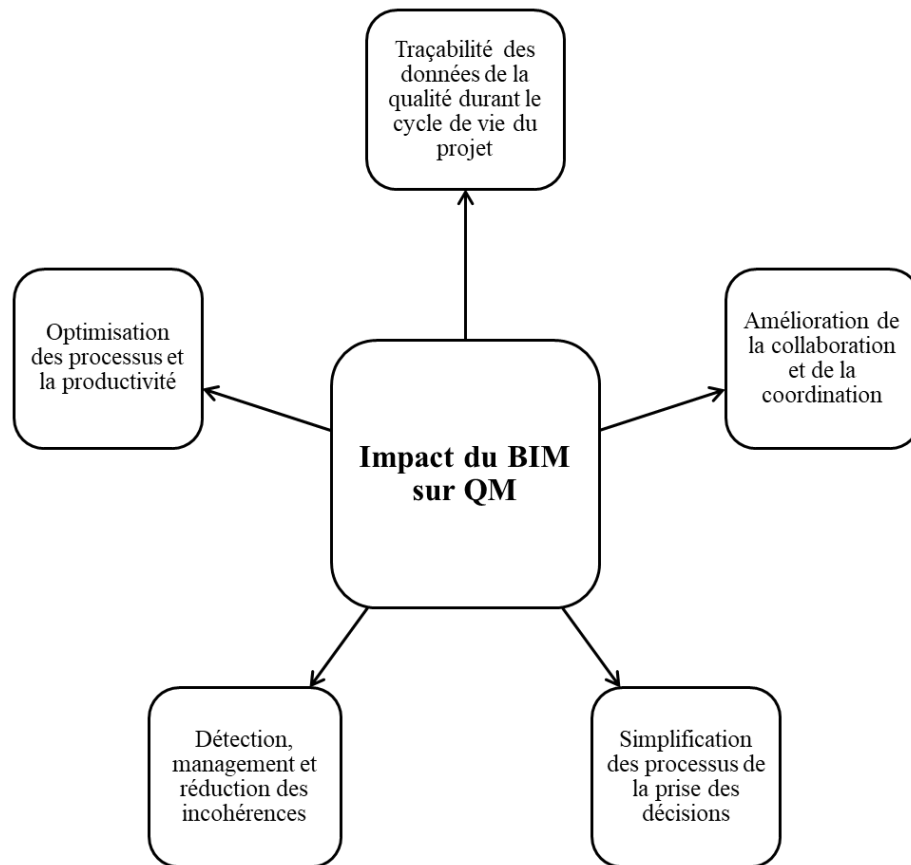 Traçabilité des
données de la
qualité durant le
cycle de vie du
projet
Optimisation
des processus et
la productivité
Amélioration de
la collaboration
et de la
coordination
Impact du BIM
sur QM
Détection,
management et
réduction des
incohérences
Simplification
des processus de
la prise des
décisions